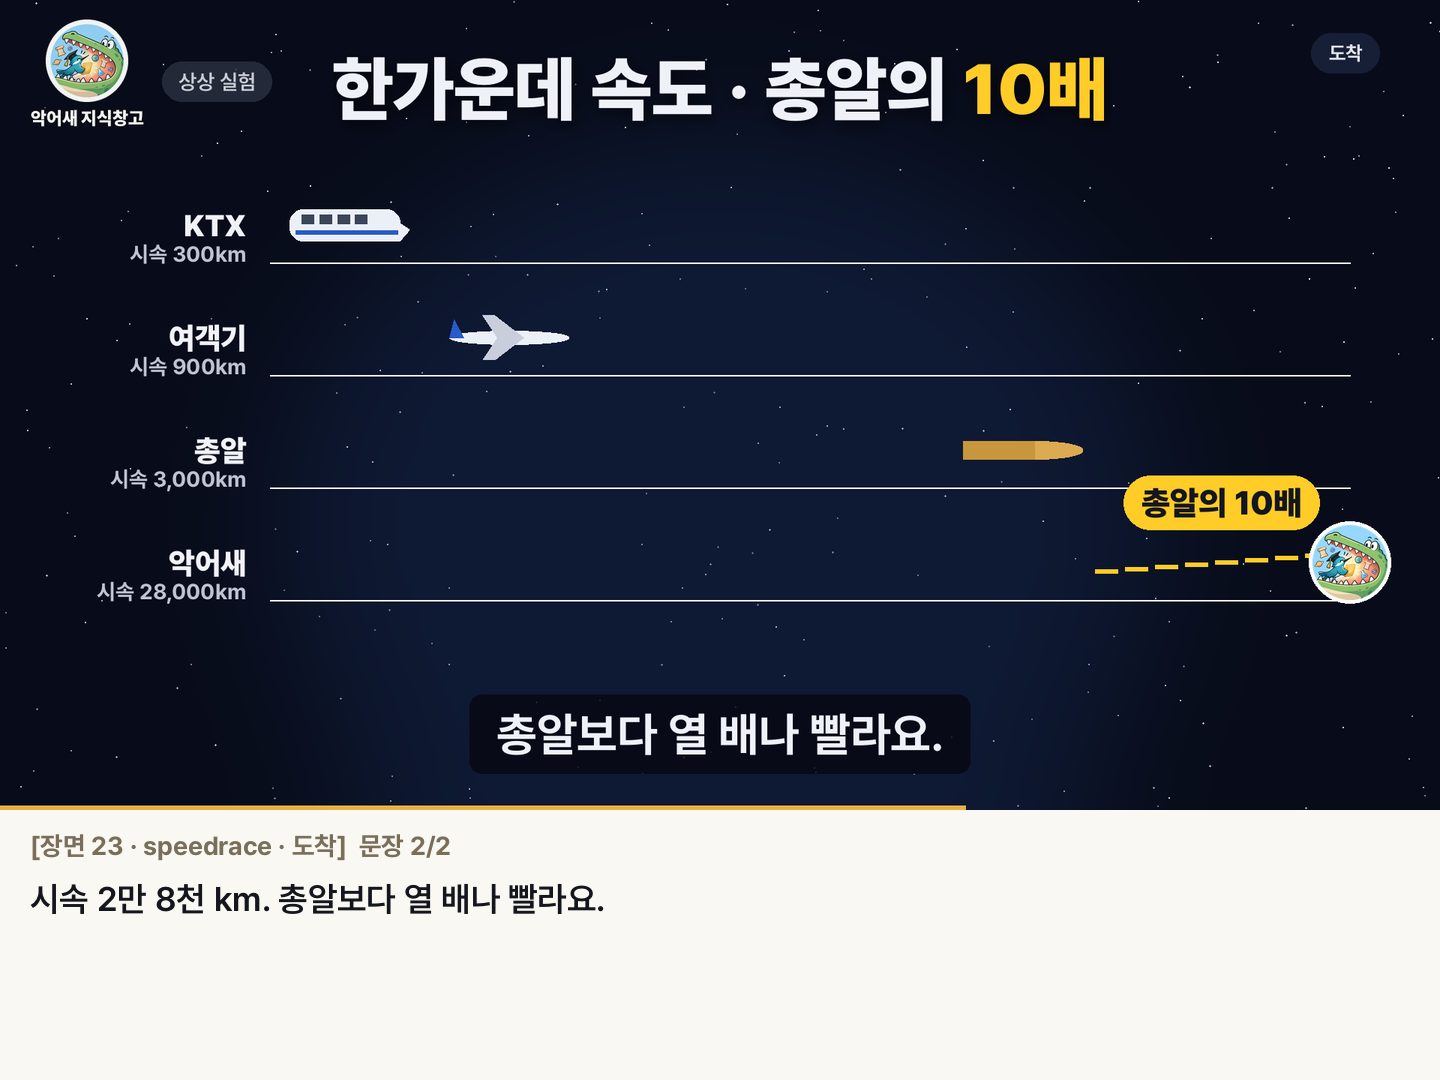 악어새 지식창고
상상 실험
한가운데 속도 · 총알의 10배
도착
KTX
시속 300km
여객기
시속 900km
총알
시속 3,000km
총알의 10배
악어새
시속 28,000km
총알보다 열 배나 빨라요.
[장면 23 · speedrace · 도착] 문장 2/2
시속 2만 8천 km. 총알보다 열 배나 빨라요.